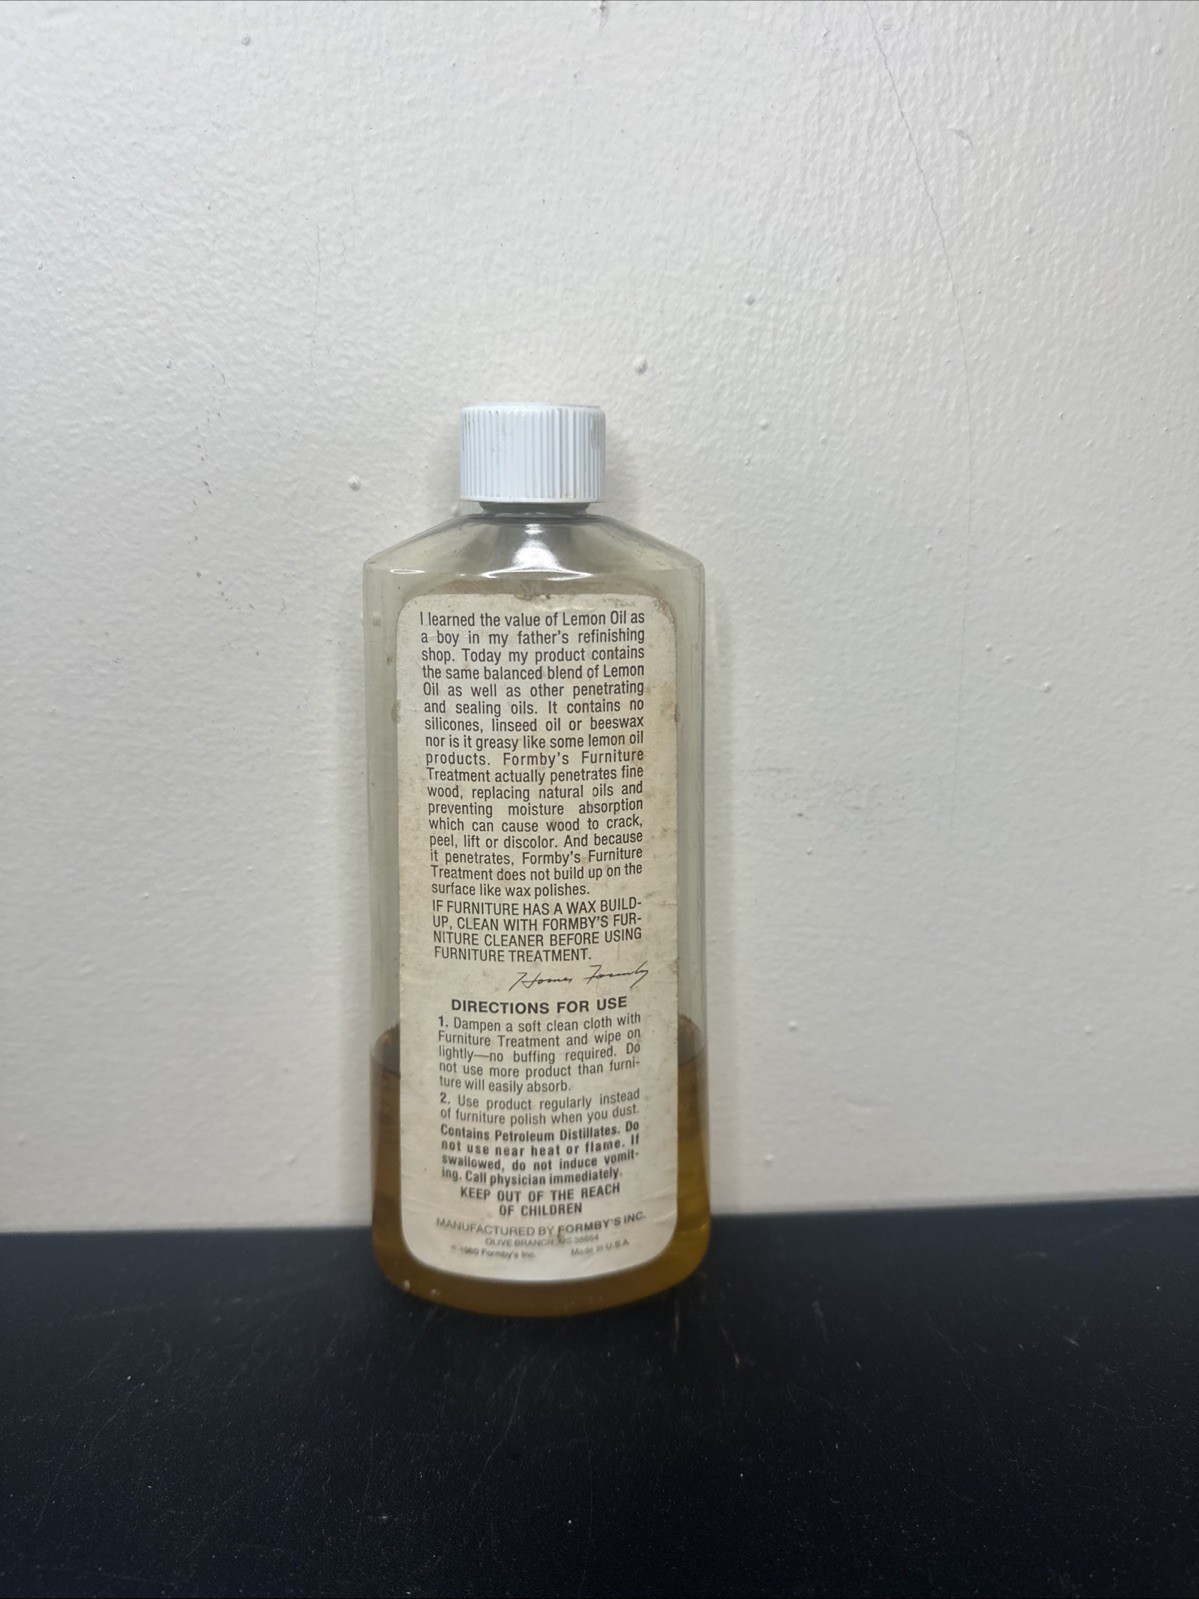 I learned the value of Lemon Oil as
a boy in my father's refinishing
shop. Today my product contains
the same balanced blend of Lemon
Oil as well as other penetrating
and sealing oils. It contains no
silicones, linseed oil or beeswax
nor is it greasy like some lemon oil
products. Formby's Furniture
Treatment actually penetrates fine
wood, replacing natural oils and
preventing moisture absorption
which can cause wood to crack,
peel, lift or discolor. And because
it penetrates, Formby's Furniture
Treatment does not build up on the
surface like wax polishes.
IF FURNITURE HAS A WAX BUILD-
UP, CLEAN WITH FORMBY'S FUR-
NITURE CLEANER BEFORE USING
FURNITURE TREATMENT.
Homer Formby
DIRECTIONS FOR USE
1. Dampen a soft clean cloth with
Furniture Treatment and wipe on
lightly—no buffing required. Do
not use more product than furni-
ture will easily absorb.
2. Use product regularly instead
of furniture polish when you dust.
Contains Petroleum Distillates. Do
not use near heat or flame. If
swallowed, do not induce vomit-
ing. Call physician immediately.
KEEP OUT OF THE REACH
OF CHILDREN
MANUFACTURED BY FORMBY'S INC.
OLIVE BRANCH, MS 38654
© Formby's Inc. Made in U.S.A